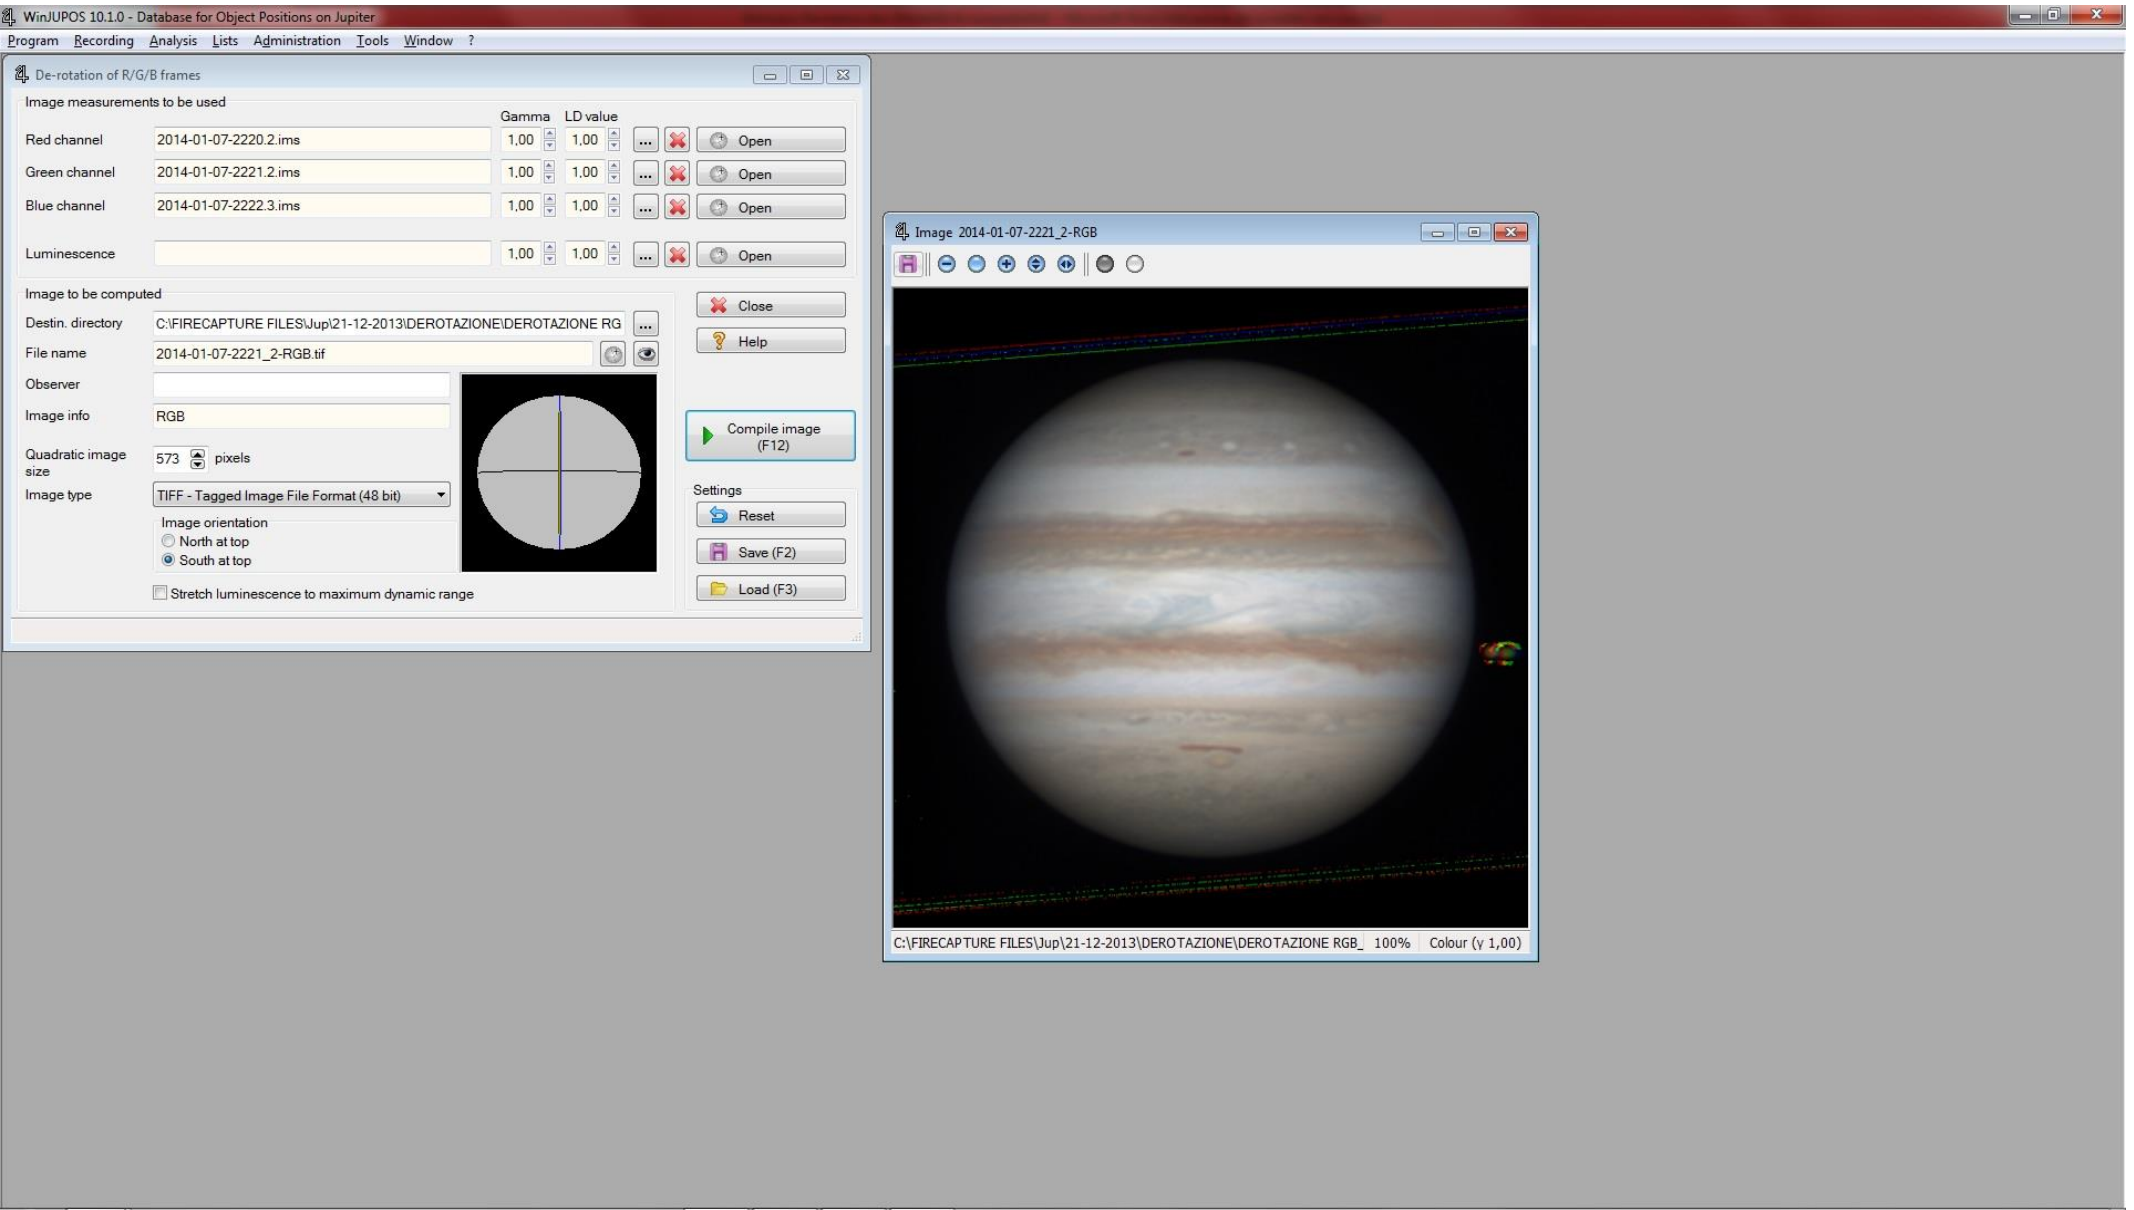 WinJUPOS 10.1.0 - Database for Object Positions on Jupiter
Program Recording Analysis Lists Administration Tools Window ?
De-rotation of R/G/B frames
Image measurements to be used
Gamma LD value
Red channel 2014-01-07-2220.2.ims 1,00 1,00 ... Open
Green channel 2014-01-07-2221.2.ims 1,00 1,00 ... Open
Blue channel 2014-01-07-2222.3.ims 1,00 1,00 ... Open
Luminescence 1,00 1,00 ... Open
Image to be computed
Close
Destin. directory C:\FIRECAPTURE FILES\Jup\21-12-2013\DEROTAZIONE\DEROTAZIONE RG ...
Help
File name 2014-01-07-2221_2-RGB.tif
Observer
Image info RGB
Compile image
(F12)
Quadratic image
size
573 pixels
Image type TIFF - Tagged Image File Format (48 bit)
Settings
Reset
Image orientation
North at top
South at top
Save (F2)
Load (F3)
Stretch luminescence to maximum dynamic range
Image 2014-01-07-2221_2-RGB
C:\FIRECAPTURE FILES\Jup\21-12-2013\DEROTAZIONE\DEROTAZIONE RGB_ 100% Colour (γ 1,00)